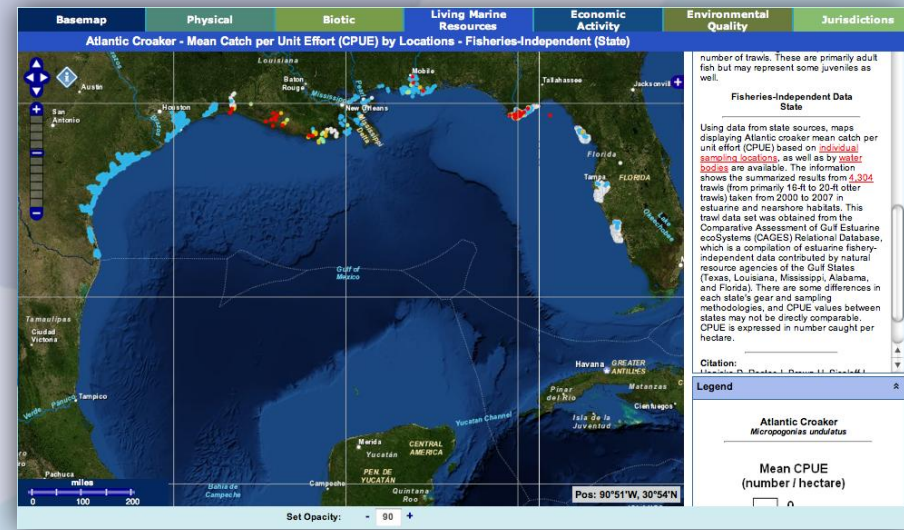 Basemap
Physical
Biotic
Living Marine
Resources
Economic
Activity
Environmental
Quality
Jurisdictions
Atlantic Croaker - Mean Catch per Unit Effort (CPUE) by Locations - Fisheries-Independent (State)
Louisiana
Austin
Houston
San
Antonio
Baton
Rouge
Mississippi
New Orleans
Mississippi
Delta
Mobile
Tallahassee
Jacksonvill
Florida
Tampa
FLORIDA
Lake
Okeechobee
Gulf of
Mexico
Tamaulipas
Ciudad
Victoria
Tampico
Verde
Pánuco
Pachuca
Bahía de
Campeche
Campeche
Merida
Yucatán
CENTRAL
AMERICA
PEN. DE
YUCATÁN
Quintana
Roo
Yucatan Channel
Havana
GREATER
ANTILLES
Pinar
del Río
Matanzas
Cienfuegos
Isla de la
Juventud
miles
0 100 200
Pos: 90°51'W, 30°54'N
Set Opacity: - 90 +
number of trawls. These are primarily adult
fish but may represent some juveniles as
well.
Fisheries-Independent Data
State
Using data from state sources, maps
displaying Atlantic croaker mean catch per
unit effort (CPUE) based on individual
sampling locations, as well as by water
bodies are available. The information
shows the summarized results from 4,304
trawls (from primarily 16-ft to 20-ft otter
trawls) taken from 2000 to 2007 in
estuarine and nearshore habitats. This
trawl data set was obtained from the
Comparative Assessment of Gulf Estuarine
ecoSystems (CAGES) Relational Database,
which is a compilation of estuarine fishery-
independent data contributed by natural
resource agencies of the Gulf States
(Texas, Louisiana, Mississippi, Alabama,
and Florida). There are some differences in
each state's gear and sampling
methodologies, and CPUE values between
states may not be directly comparable.
CPUE is expressed in number caught per
hectare.
Citation:
Legend
Atlantic Croaker
Micropogonias undulatus
Mean CPUE
(number / hectare)
0